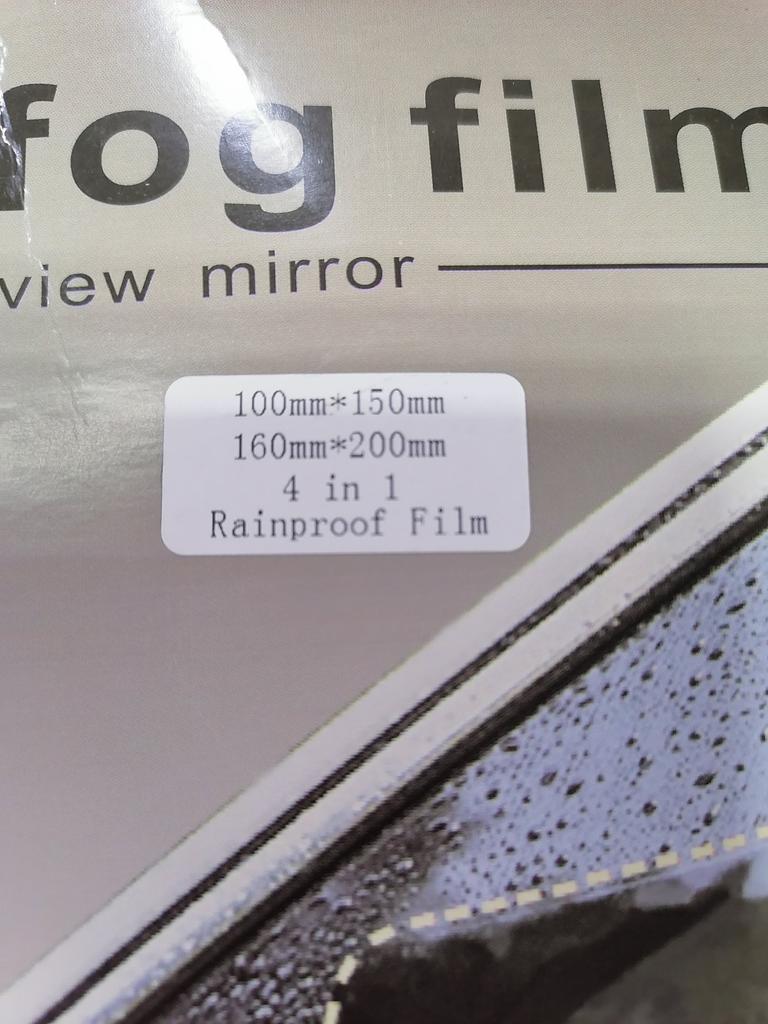 fog film
view mirror
100mm*150mm
160mm*200mm
4 in 1
Rainproof Film